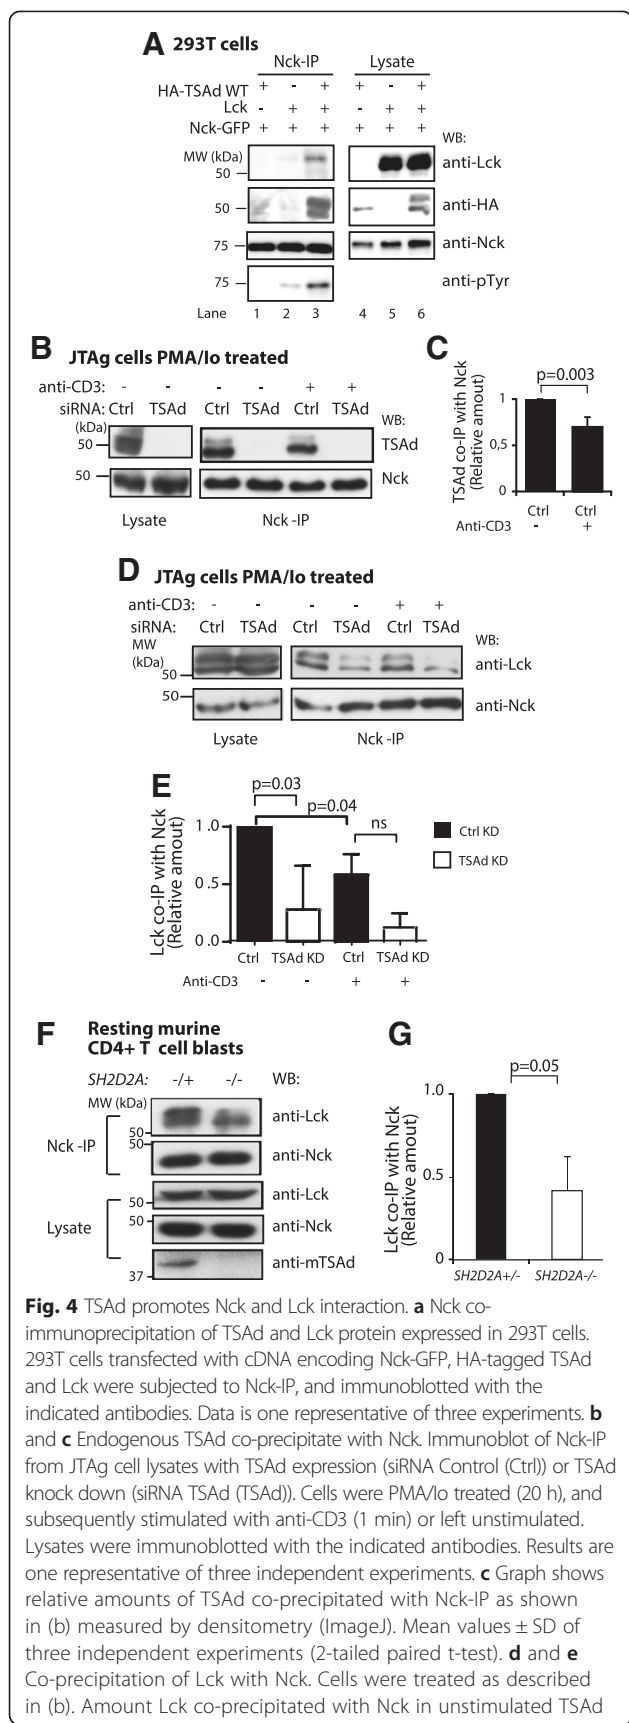 A 293T cells
Nck-IP Lysate
HA-TSAd WT + - + + - +
Lck - + + - + +
Nck-GFP + + + + + +
WB:
MW (kDa)
50
anti-Lck
50
anti-HA
75
anti-Nck
75
anti-pTyr
Lane 1 2 3 4 5 6
B JTAg cells PMA/Io treated
anti-CD3: - - - - + +
siRNA: Ctrl TSAd Ctrl TSAd Ctrl TSAd
(kDa)
WB:
50
TSAd
50
Nck
Lysate Nck -IP
C
p=0.003
TSAd co-IP with Nck
(Relative amout)
1
0,5
0
Ctrl Ctrl
Anti-CD3 - +
D JTAg cells PMA/Io treated
anti-CD3: - - - - + +
siRNA: Ctrl TSAd Ctrl TSAd Ctrl TSAd
MW
(kDa)
WB:
50
anti-Lck
50
anti-Nck
Lysate Nck -IP
E
p=0.03
p=0.04
ns
Lck co-IP with Nck
(Relative amout)
1.0
0.5
0.0
Ctrl KD
TSAd KD
Ctrl TSAd KD Ctrl TSAd KD
Anti-CD3 - - + +
F Resting murine
CD4+ T cell blasts
SH2D2A: -/+ -/- WB:
MW (kDa)
Nck -IP
50
anti-Lck
50
anti-Nck
Lysate
50
anti-Lck
50
anti-Nck
37
anti-mTSAd
G
p=0.05
Lck co-IP with Nck
(Relative amout)
1.0
0.5
0
SH2D2A+/- SH2D2A-/-
Fig. 4 TSAd promotes Nck and Lck interaction. a Nck co-
immunoprecipitation of TSAd and Lck protein expressed in 293T cells.
293T cells transfected with cDNA encoding Nck-GFP, HA-tagged TSAd
and Lck were subjected to Nck-IP, and immunoblotted with the
indicated antibodies. Data is one representative of three experiments. b
and c Endogenous TSAd co-precipitate with Nck. Immunoblot of Nck-IP
from JTAg cell lysates with TSAd expression (siRNA Control (Ctrl)) or TSAd
knock down (siRNA TSAd (TSAd)). Cells were PMA/Io treated (20 h), and
subsequently stimulated with anti-CD3 (1 min) or left unstimulated.
Lysates were immunoblotted with the indicated antibodies. Results are
one representative of three independent experiments. c Graph shows
relative amounts of TSAd co-precipitated with Nck-IP as shown
in (b) measured by densitometry (ImageJ). Mean values ± SD of
three independent experiments (2-tailed paired t-test). d and e
Co-precipitation of Lck with Nck. Cells were treated as described
in (b). Amount Lck co-precipitated with Nck in unstimulated TSAd